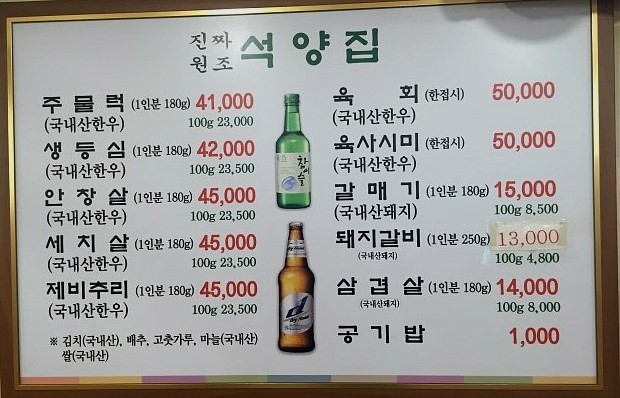 진짜
원조 석양집
주물럭 (1인분 180g) 41,000
(국내산한우) 100g 23,000
생등심 (1인분 180g) 42,000
(국내산한우) 100g 23,500
안창살 (1인분 180g) 45,000
(국내산한우) 100g 23,500
세치살 (1인분 180g) 45,000
(국내산한우) 100g 23,500
제비추리 (1인분 180g) 45,000
(국내산한우) 100g 23,500
※ 김치(국내산), 배추, 고춧가루, 마늘(국내산)
쌀(국내산)
참이슬
d
Dry Finish
육회 (한접시) 50,000
(국내산한우)
육사시미 (한접시) 50,000
(국내산한우)
갈매기 (1인분 180g) 15,000
(국내산돼지) 100g 8,500
돼지갈비 (1인분 250g) 13,000
(국내산돼지) 100g 4,800
삼겹살 (1인분 180g) 14,000
(국내산돼지) 100g 8,000
공기밥 1,000